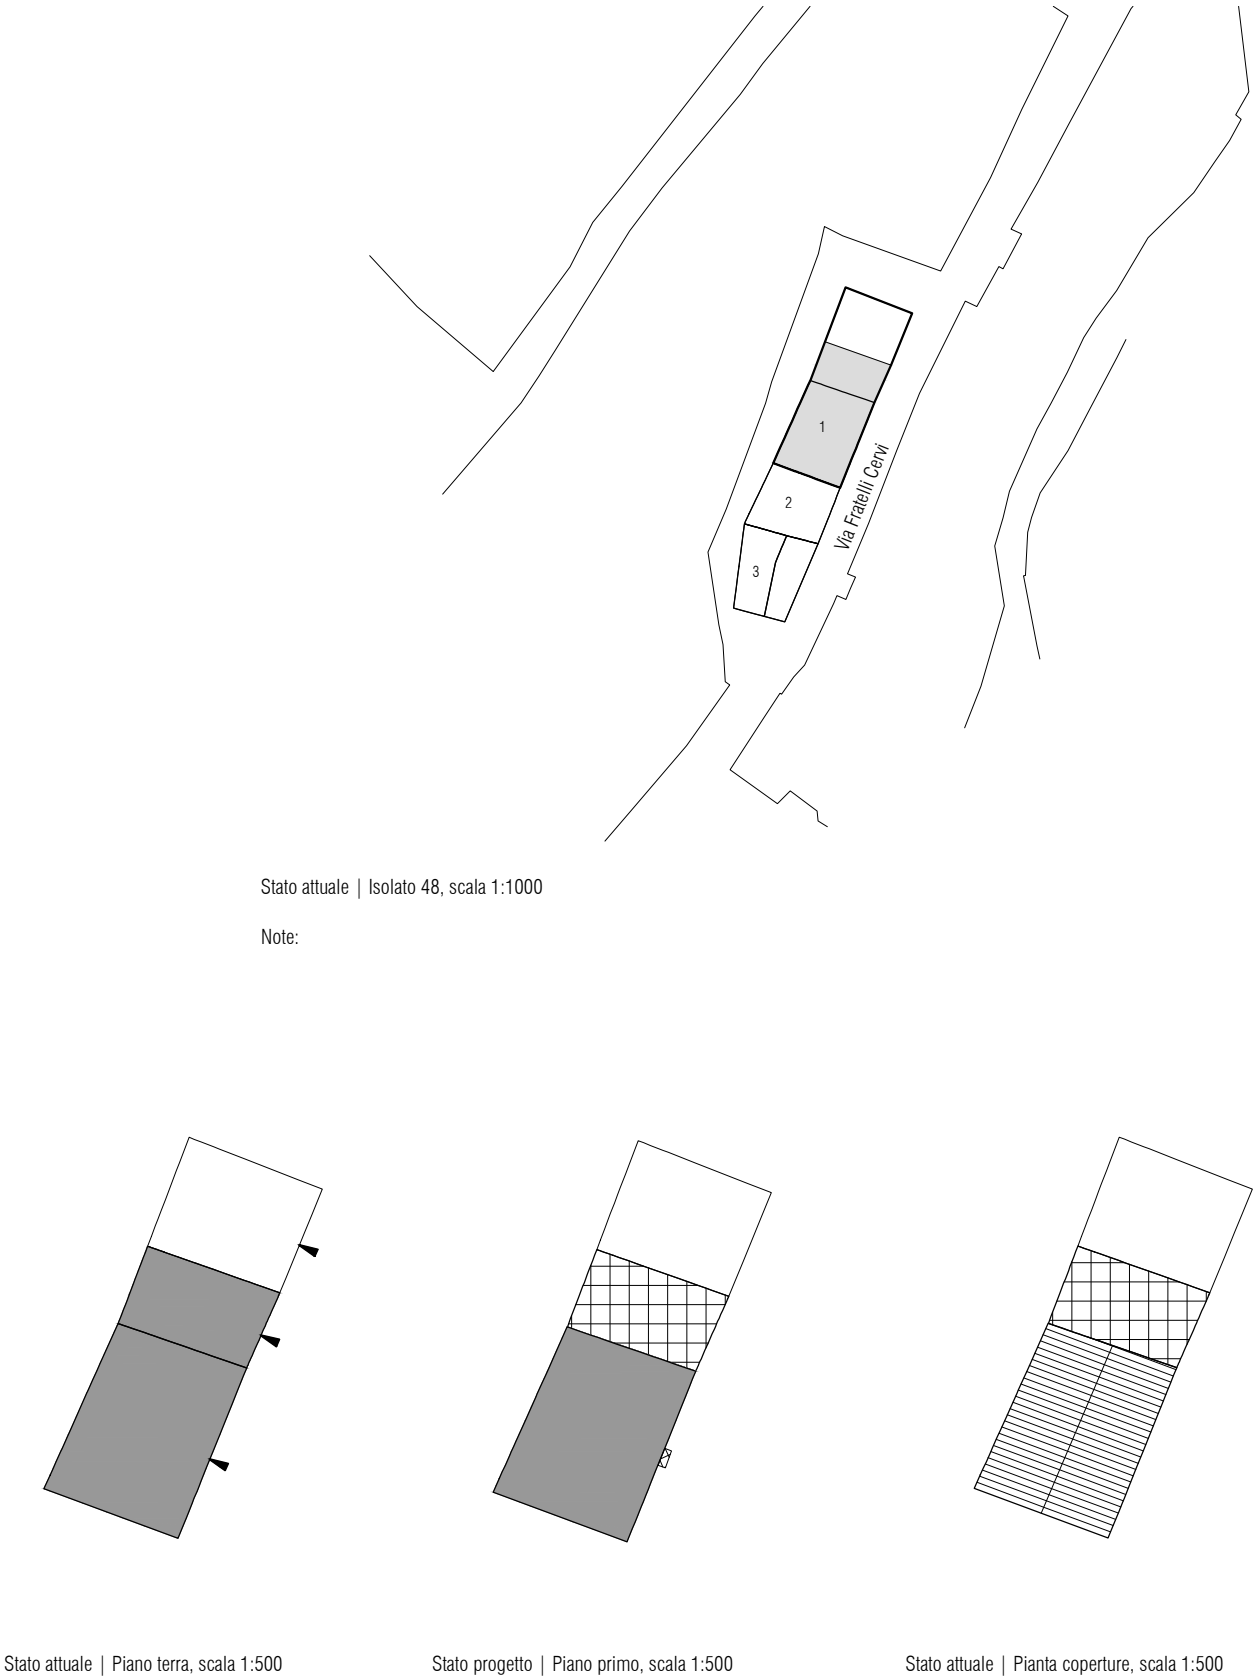 1
2
3
Via Fratelli Cervi
Stato attuale | Isolato 48, scala 1:1000
Note:
Stato attuale | Piano terra, scala 1:500
Stato progetto | Piano primo, scala 1:500
Stato attuale | Pianta coperture, scala 1:500